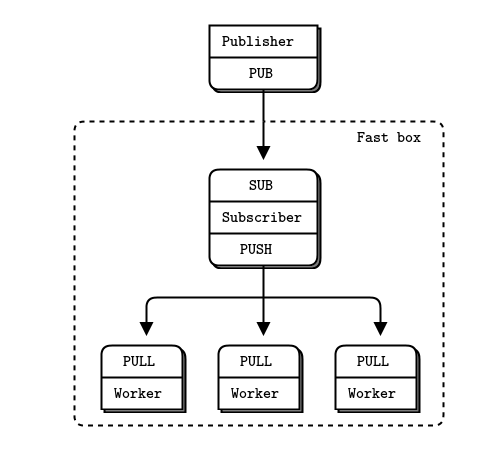 Publisher
PUB
Fast box
SUB
Subscriber
PUSH
PULL PULL PULL
Worker Worker Worker